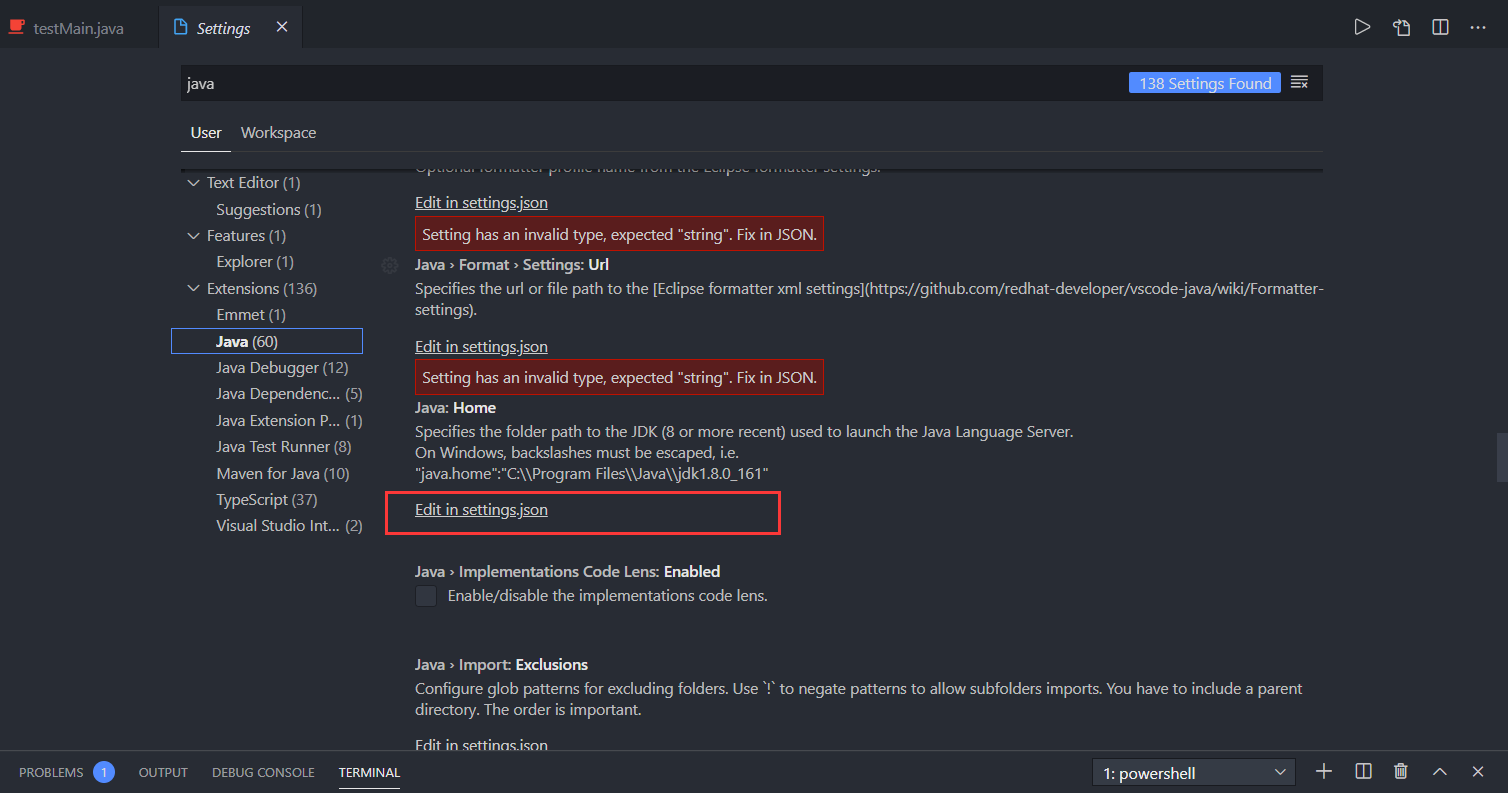 testMain.java
Settings
java
138 Settings Found
User
Workspace
Text Editor (1)
Suggestions (1)
Features (1)
Explorer (1)
Extensions (136)
Emmet (1)
Java (60)
Java Debugger (12)
Java Dependenc... (5)
Java Extension P... (1)
Java Test Runner (8)
Maven for Java (10)
TypeScript (37)
Visual Studio Int... (2)
Optional formatter profile name from the Eclipse formatter settings.
Edit in settings.json
Setting has an invalid type, expected "string". Fix in JSON.
Java › Format › Settings: Url
Specifies the url or file path to the [Eclipse formatter xml settings](https://github.com/redhat-developer/vscode-java/wiki/Formatter-
settings).
Edit in settings.json
Setting has an invalid type, expected "string". Fix in JSON.
Java: Home
Specifies the folder path to the JDK (8 or more recent) used to launch the Java Language Server.
On Windows, backslashes must be escaped, i.e.
"java.home":"C:\\Program Files\\Java\\jdk1.8.0_161"
Edit in settings.json
Java › Implementations Code Lens: Enabled
Enable/disable the implementations code lens.
Java › Import: Exclusions
Configure glob patterns for excluding folders. Use `!` to negate patterns to allow subfolders imports. You have to include a parent
directory. The order is important.
Edit in settings.json
PROBLEMS 1
OUTPUT
DEBUG CONSOLE
TERMINAL
1: powershell